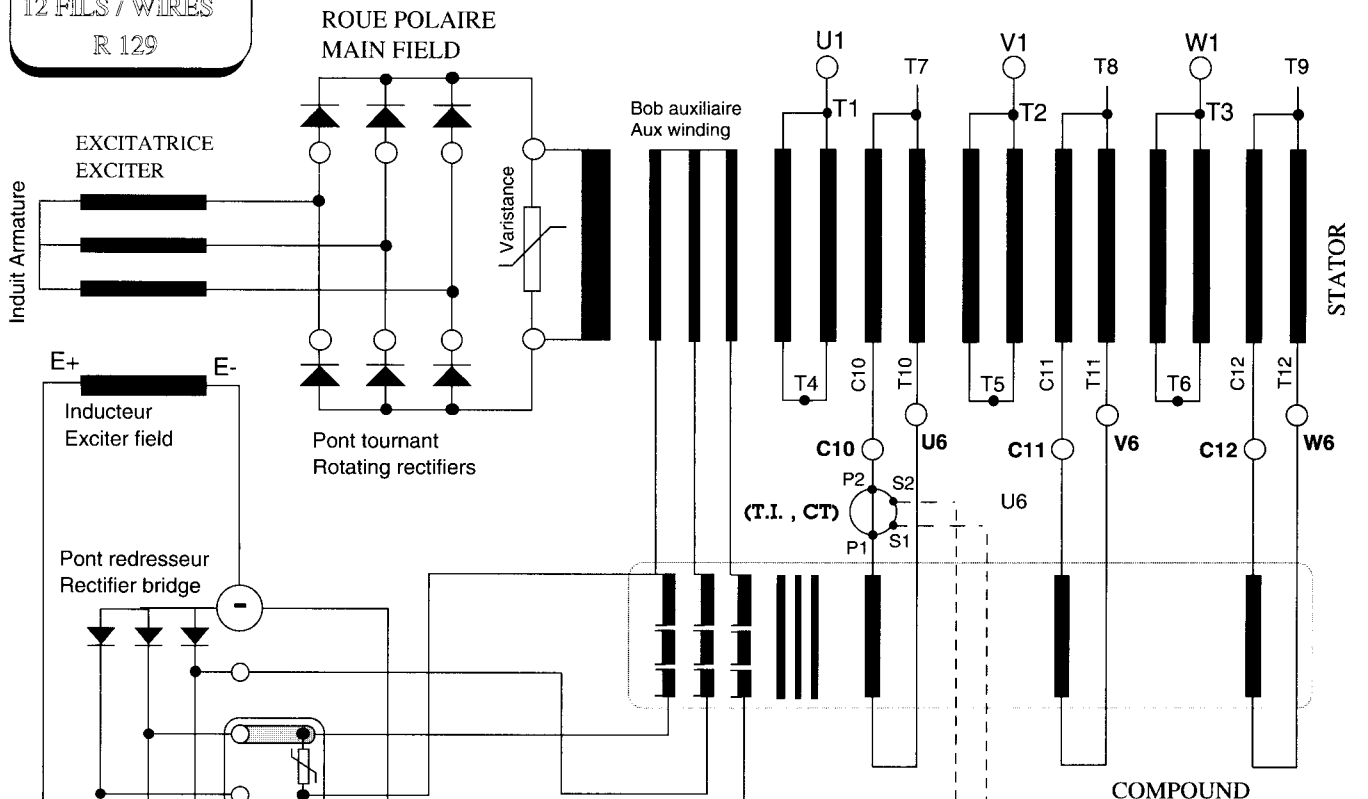 12 FILS / WIRES
R 129
ROUE POLAIRE
MAIN FIELD
U1
T7
V1
T8
W1
T9
Bob auxiliaire
Aux winding
T1
T2
T3
EXCITATRICE
EXCITER
Induit Armature
Varistance
STATOR
E+
E-
Inducteur
Exciter field
Pont tournant
Rotating rectifiers
T4
C10
T10
T5
C11
T11
T6
C12
T12
C10
U6
C11
V6
C12
W6
P2
S2
(T.I. , CT)
U6
P1
S1
Pont redresseur
Rectifier bridge
-
COMPOUND